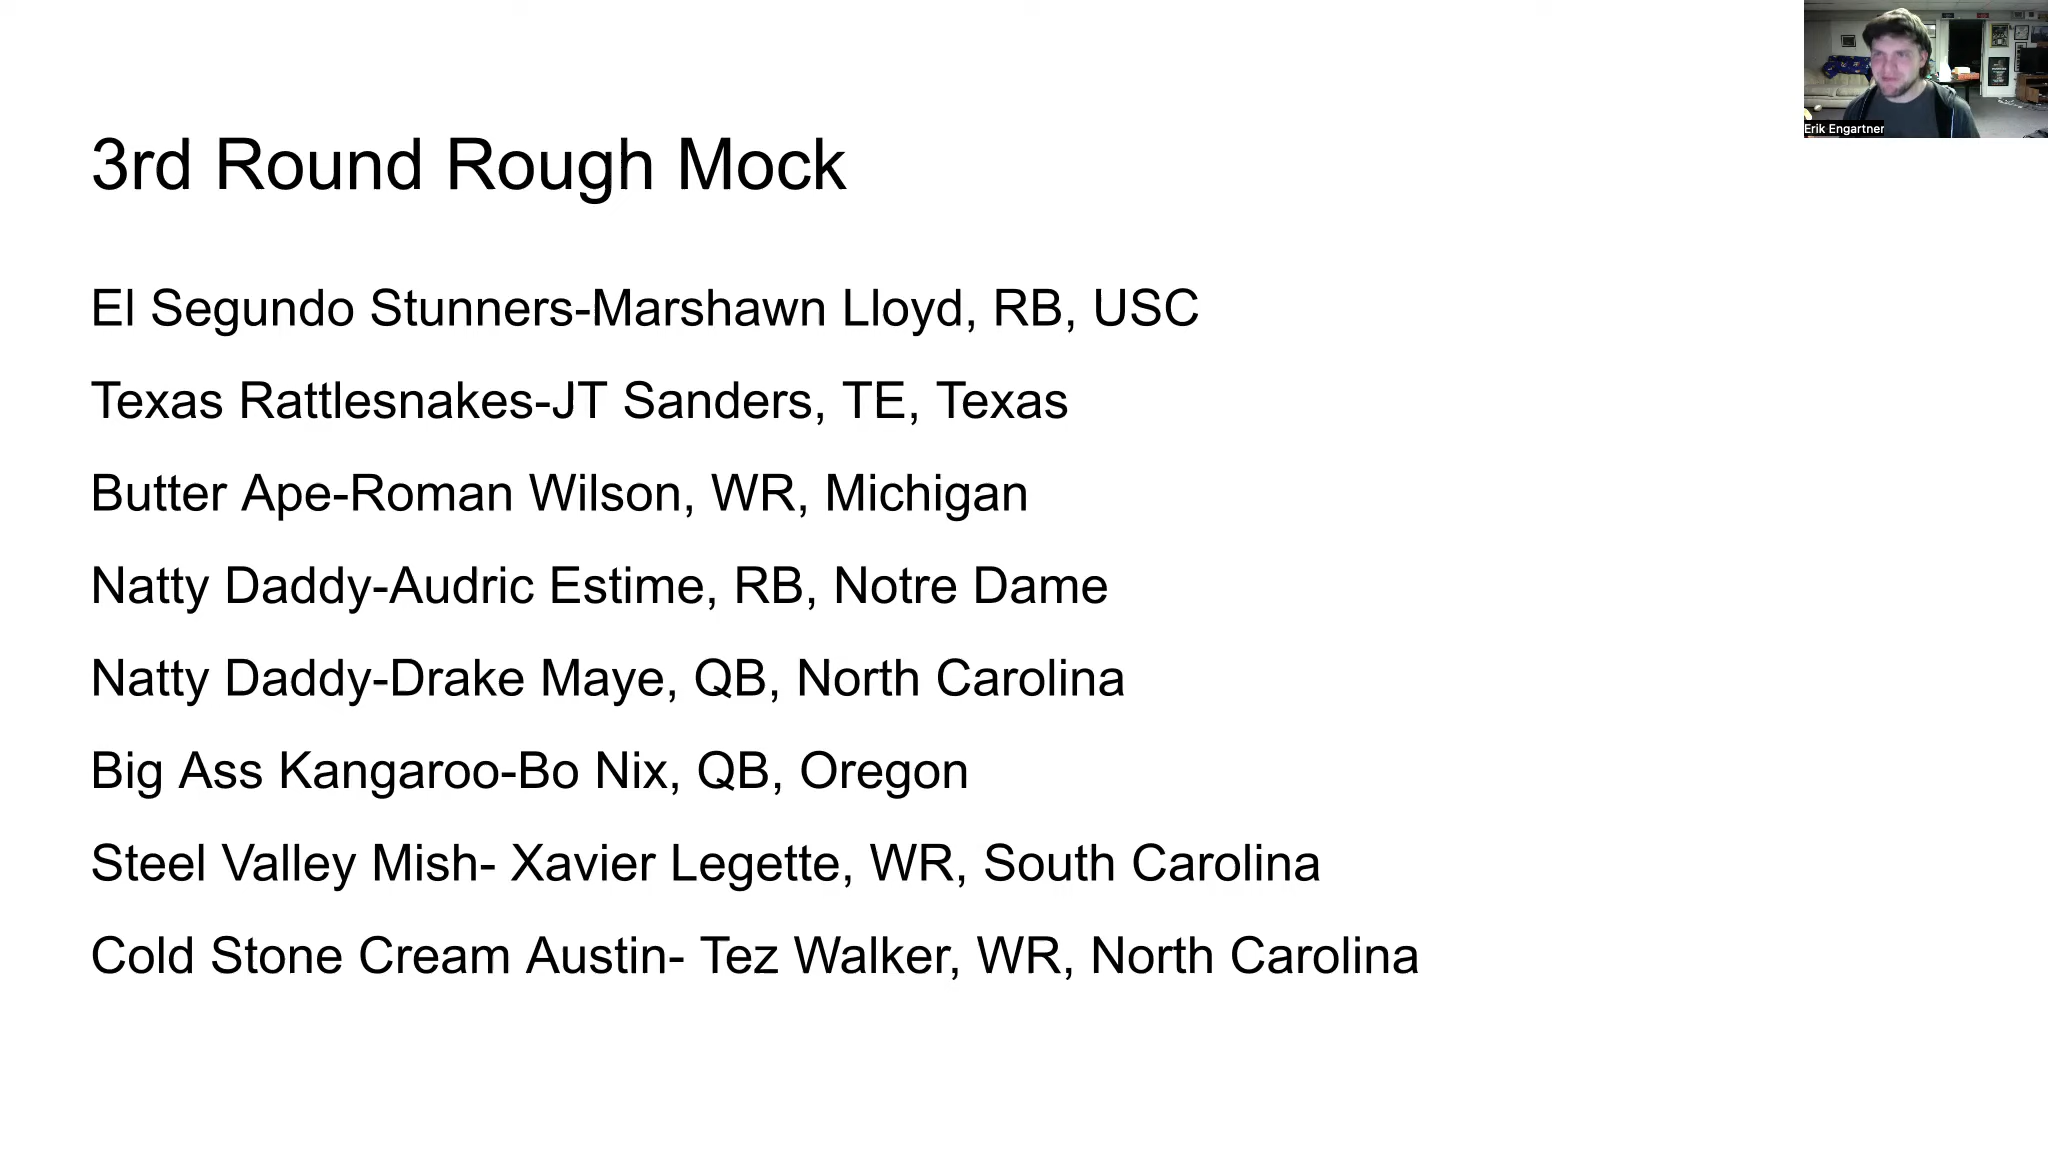 3rd Round Rough Mock
El Segundo Stunners-Marshawn Lloyd, RB, USC
Texas Rattlesnakes-JT Sanders, TE, Texas
Butter Ape-Roman Wilson, WR, Michigan
Natty Daddy-Audric Estime, RB, Notre Dame
Natty Daddy-Drake Maye, QB, North Carolina
Big Ass Kangaroo-Bo Nix, QB, Oregon
Steel Valley Mish- Xavier Legette, WR, South Carolina
Cold Stone Cream Austin- Tez Walker, WR, North Carolina
Erik Engartner